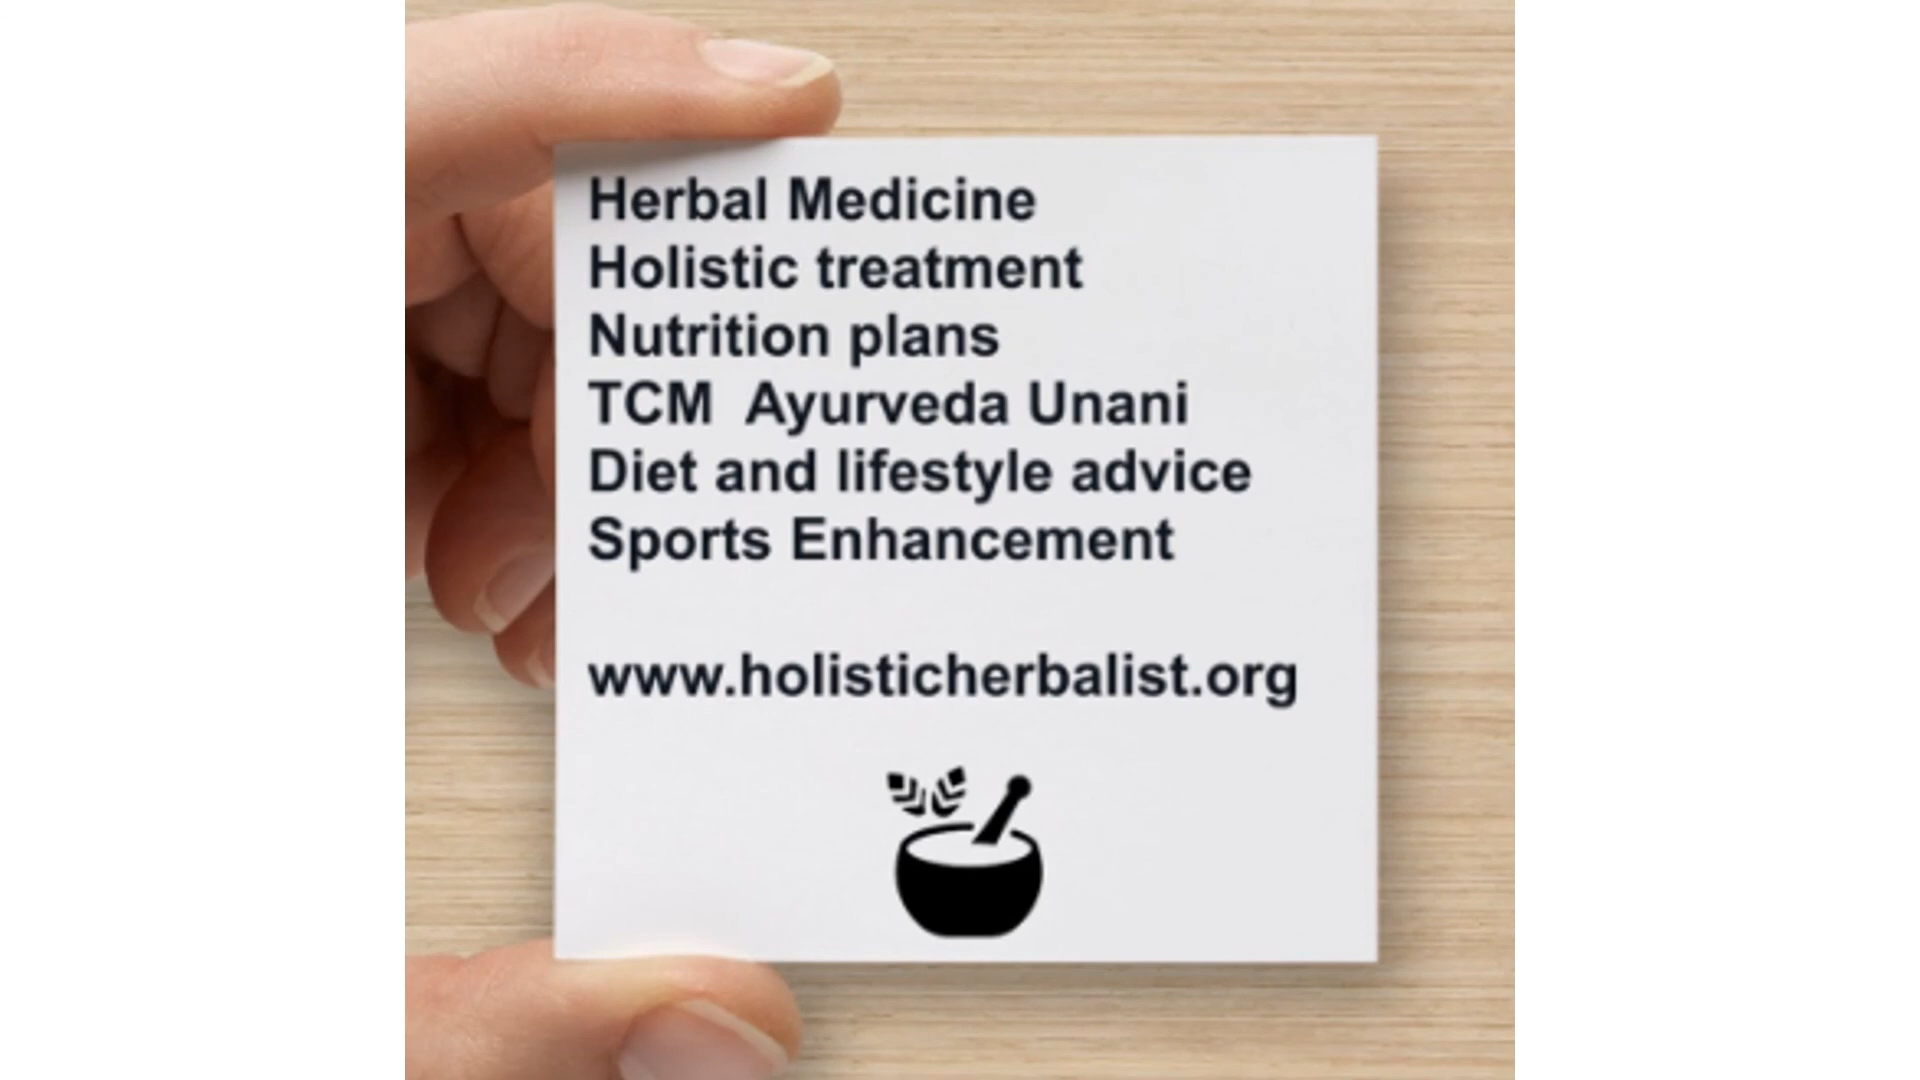 Herbal Medicine
Holistic treatment
Nutrition plans
TCM  Ayurveda Unani
Diet and lifestyle advice
Sports Enhancement
www.holisticherbalist.org